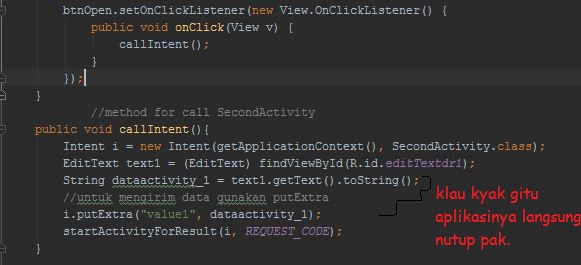 btnOpen.setOnClickListener(new View.OnClickListener() {
public void onClick(View v) {
callIntent();
}
});
}
//method for call SecondActivity
public void callIntent(){
Intent i = new Intent(getApplicationContext(), SecondActivity.class);
EditText text1 = (EditText) findViewById(R.id.editTextdr1);
String dataactivity_1 = text1.getText().toString();
//untuk mengirim data gunakan putExtra
i.putExtra("value1", dataactivity_1);
startActivityForResult(i, REQUEST_CODE);
}
klau kyak gitu
aplikasinya langsung
nutup pak.